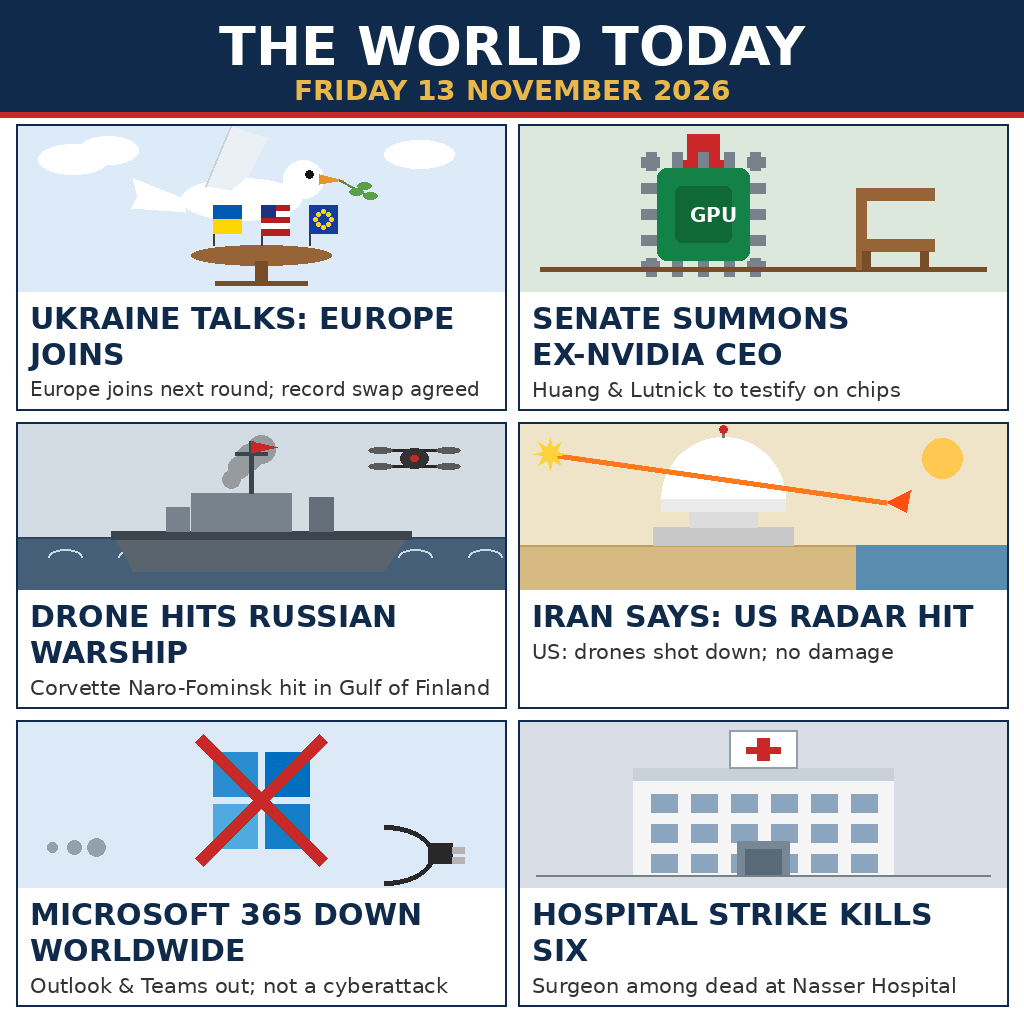 THE WORLD TODAY
FRIDAY 13 NOVEMBER 2026
UKRAINE TALKS: EUROPE
JOINS
Europe joins next round; record swap agreed
GPU
SENATE SUMMONS
EX-NVIDIA CEO
Huang & Lutnick to testify on chips
DRONE HITS RUSSIAN
WARSHIP
Corvette Naro-Fominsk hit in Gulf of Finland
IRAN SAYS: US RADAR HIT
US: drones shot down; no damage
MICROSOFT 365 DOWN
WORLDWIDE
Outlook & Teams out; not a cyberattack
HOSPITAL STRIKE KILLS
SIX
Surgeon among dead at Nasser Hospital